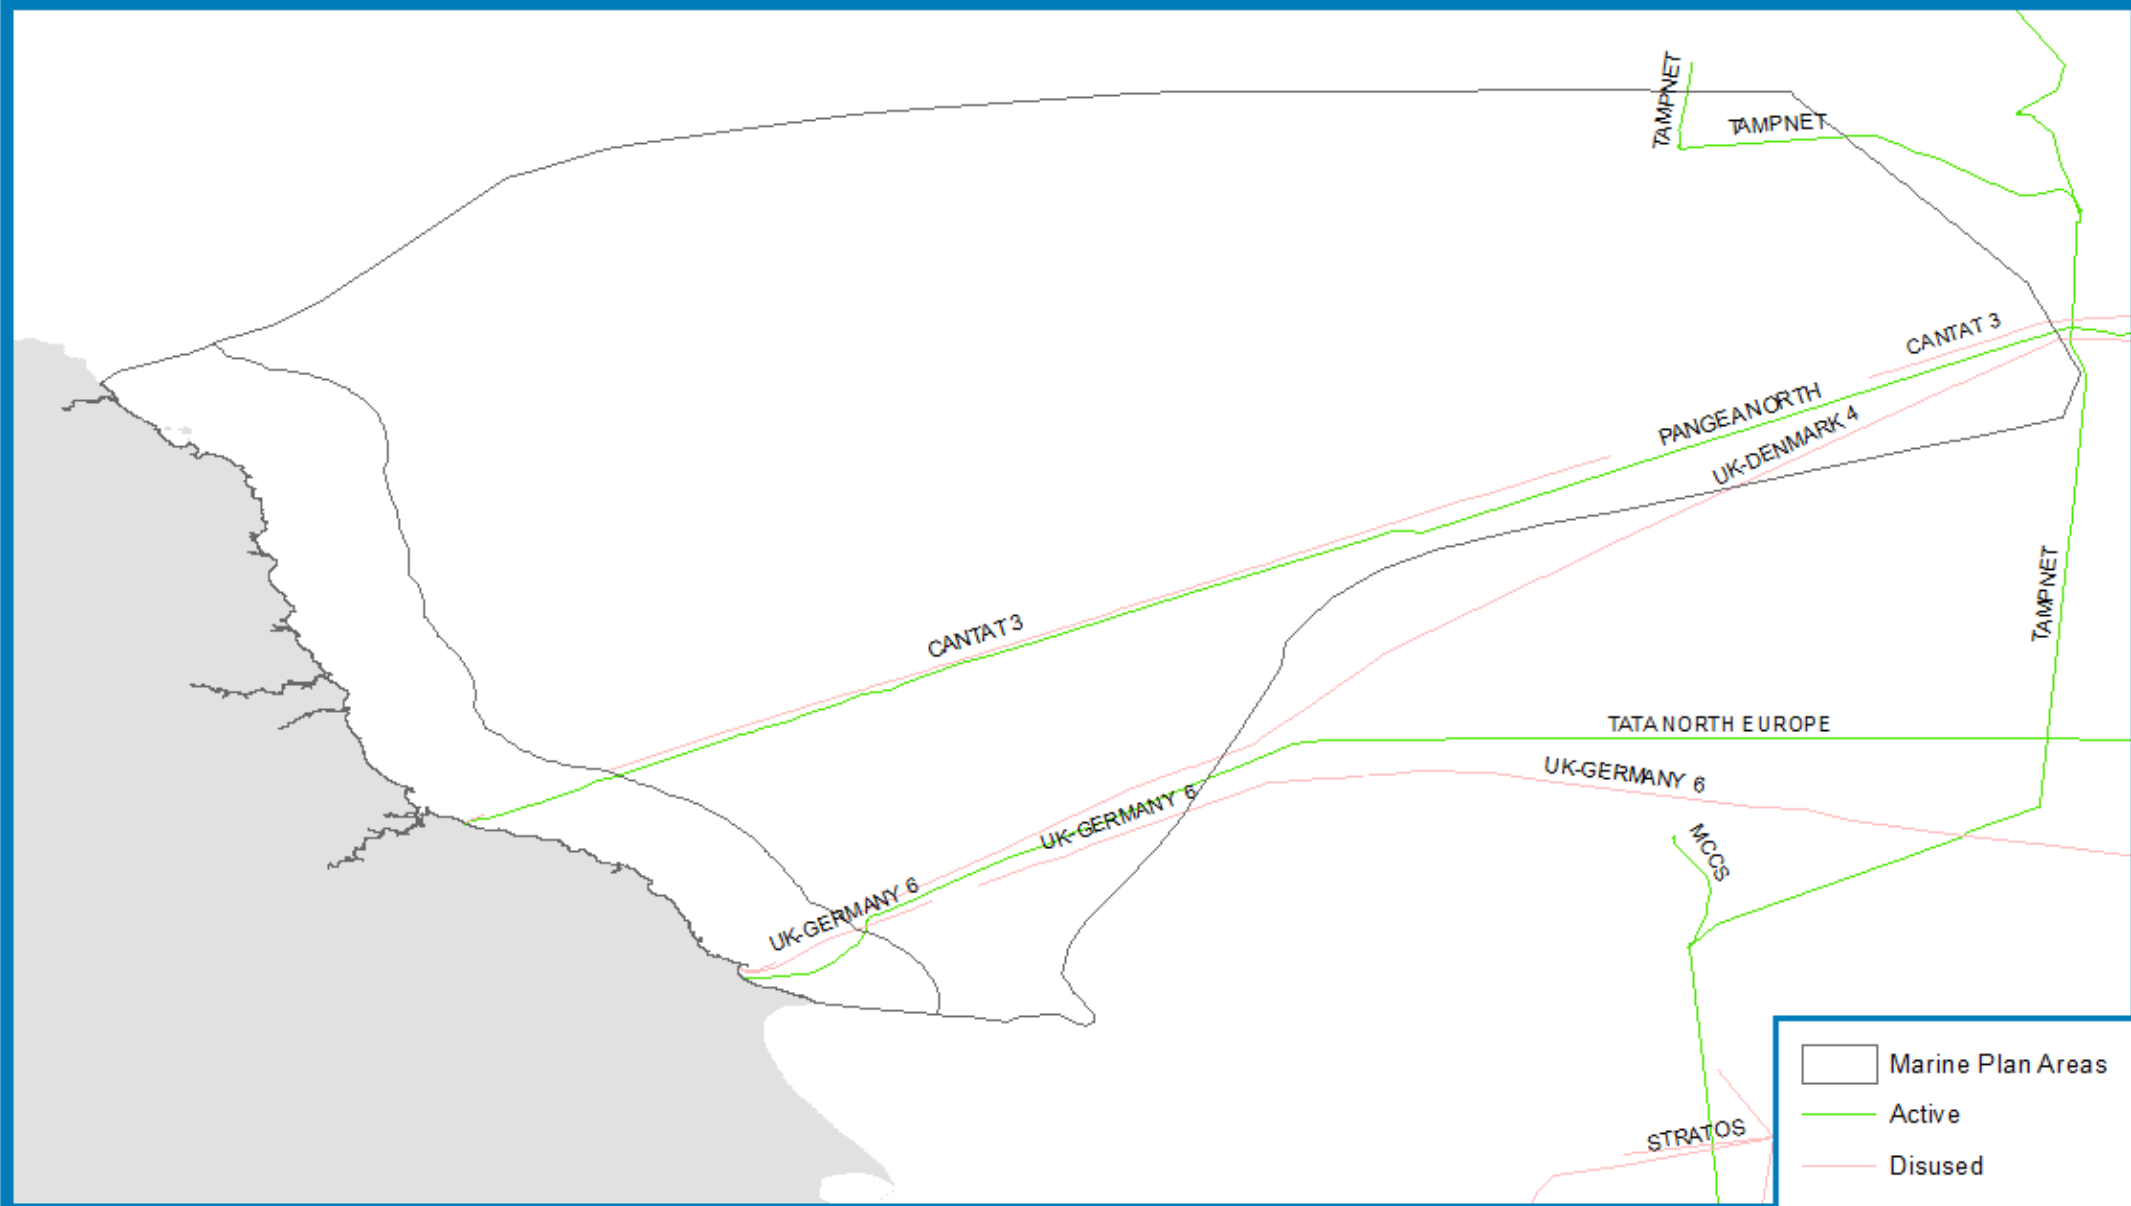 TAMPNET
TAMPNET
CANTAT 3
PANGEA NORTH
UK-DENMARK 4
CANTAT 3
TAMPNET
TATA NORTH EUROPE
UK-GERMANY 6
UK-GERMANY 6
MCCS
UK-GERMANY 6
STRATOS
Marine Plan Areas
Active
Disused